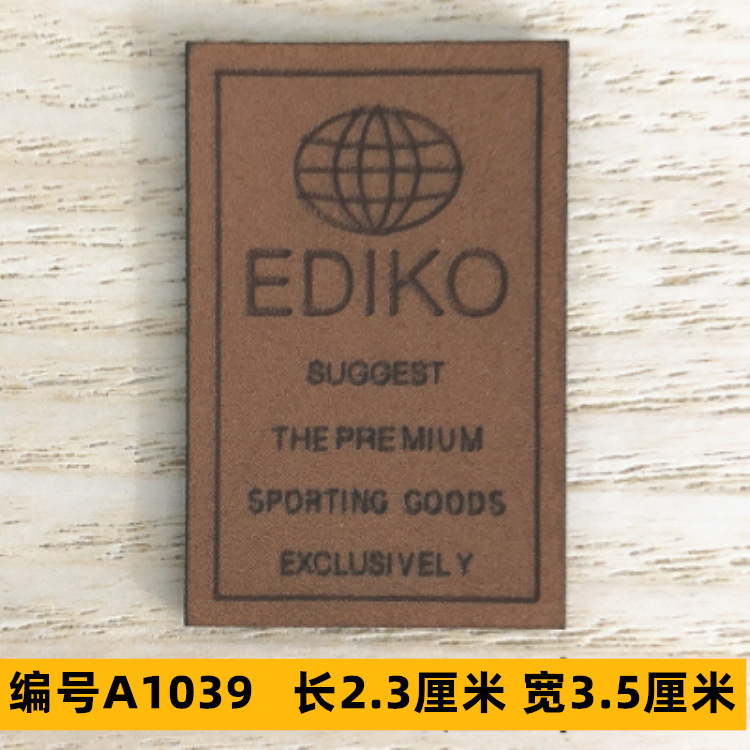 EDIKO
SUGGEST
THE PREMIUM
SPORTING GOODS
EXCLUSIVELY
编号A1039 长2.3厘米 宽3.5厘米